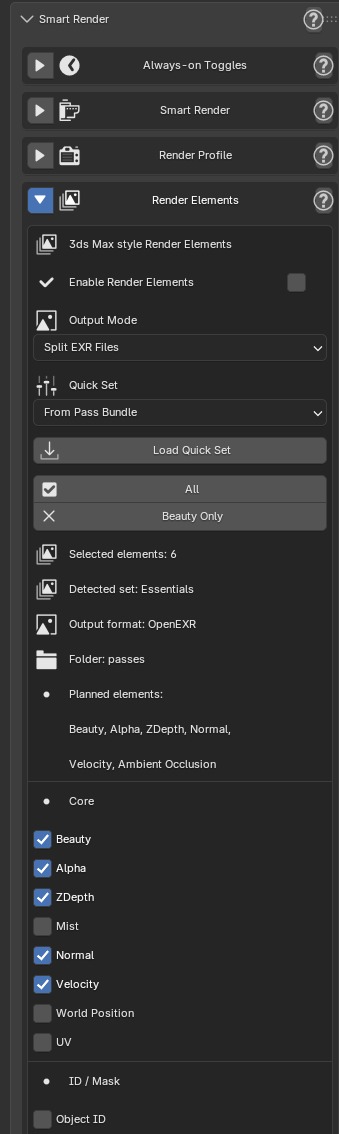 Smart Render
Always-on Toggles
Smart Render
Render Profile
Render Elements
3ds Max style Render Elements
Enable Render Elements
Output Mode
Split EXR Files
Quick Set
From Pass Bundle
Load Quick Set
All
Beauty Only
Selected elements: 6
Detected set: Essentials
Output format: OpenEXR
Folder: passes
Planned elements:
Beauty, Alpha, ZDepth, Normal,
Velocity, Ambient Occlusion
Core
Beauty
Alpha
ZDepth
Mist
Normal
Velocity
World Position
UV
ID / Mask
Object ID